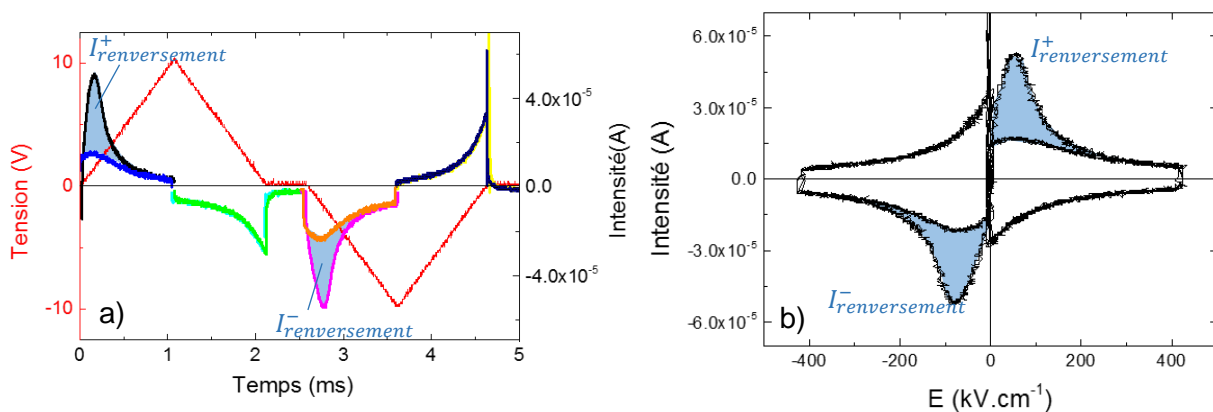 I⁺renversement
10
0
-10
Tension (V)
4.0x10⁻⁵
0.0
-4.0x10⁻⁵
Intensité(A)
a)
I⁻renversement
0 1 2 3 4 5
Temps (ms)
b)
I⁺renversement
6.0x10⁻⁵
3.0x10⁻⁵
0.0
-3.0x10⁻⁵
-6.0x10⁻⁵
Intensité (A)
I⁻renversement
-400 -200 0 200 400
E (kV.cm⁻¹)